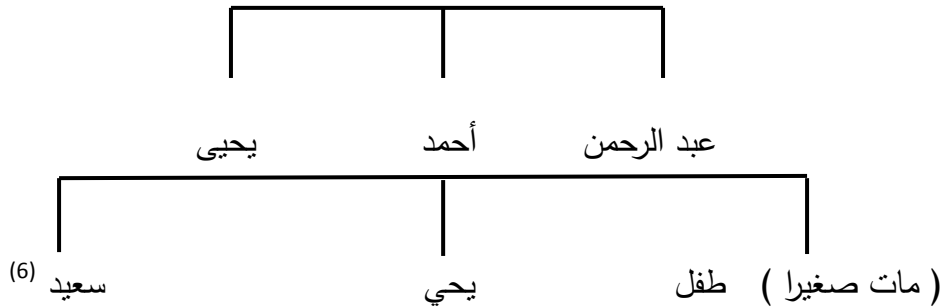 عبد الرحمن أحمد يحيى
( مات صغيرا ) طفل يحي سعيد (6)